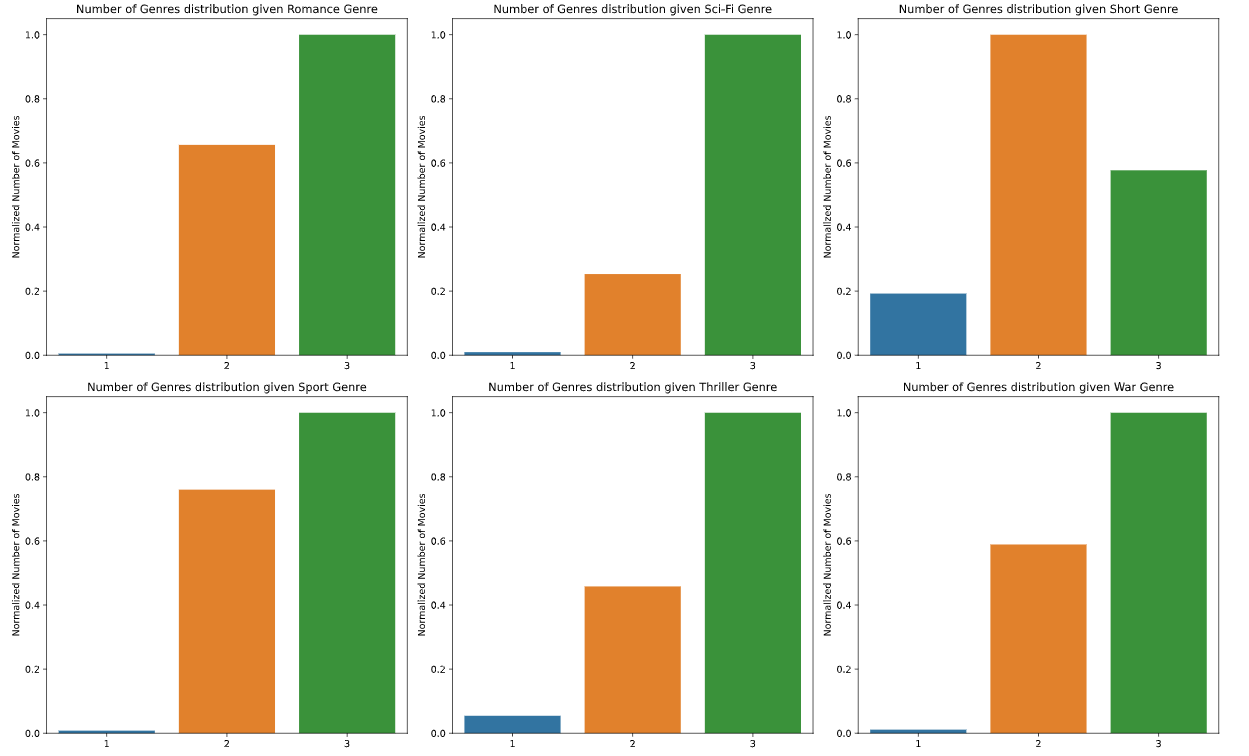 Number of Genres distribution given Romance Genre
Normalized Number of Movies
1.0
0.8
0.6
0.4
0.2
0.0
1 2 3
Number of Genres distribution given Sci-Fi Genre
Normalized Number of Movies
1.0
0.8
0.6
0.4
0.2
0.0
1 2 3
Number of Genres distribution given Short Genre
Normalized Number of Movies
1.0
0.8
0.6
0.4
0.2
0.0
1 2 3
Number of Genres distribution given Sport Genre
Normalized Number of Movies
1.0
0.8
0.6
0.4
0.2
0.0
1 2 3
Number of Genres distribution given Thriller Genre
Normalized Number of Movies
1.0
0.8
0.6
0.4
0.2
0.0
1 2 3
Number of Genres distribution given War Genre
Normalized Number of Movies
1.0
0.8
0.6
0.4
0.2
0.0
1 2 3